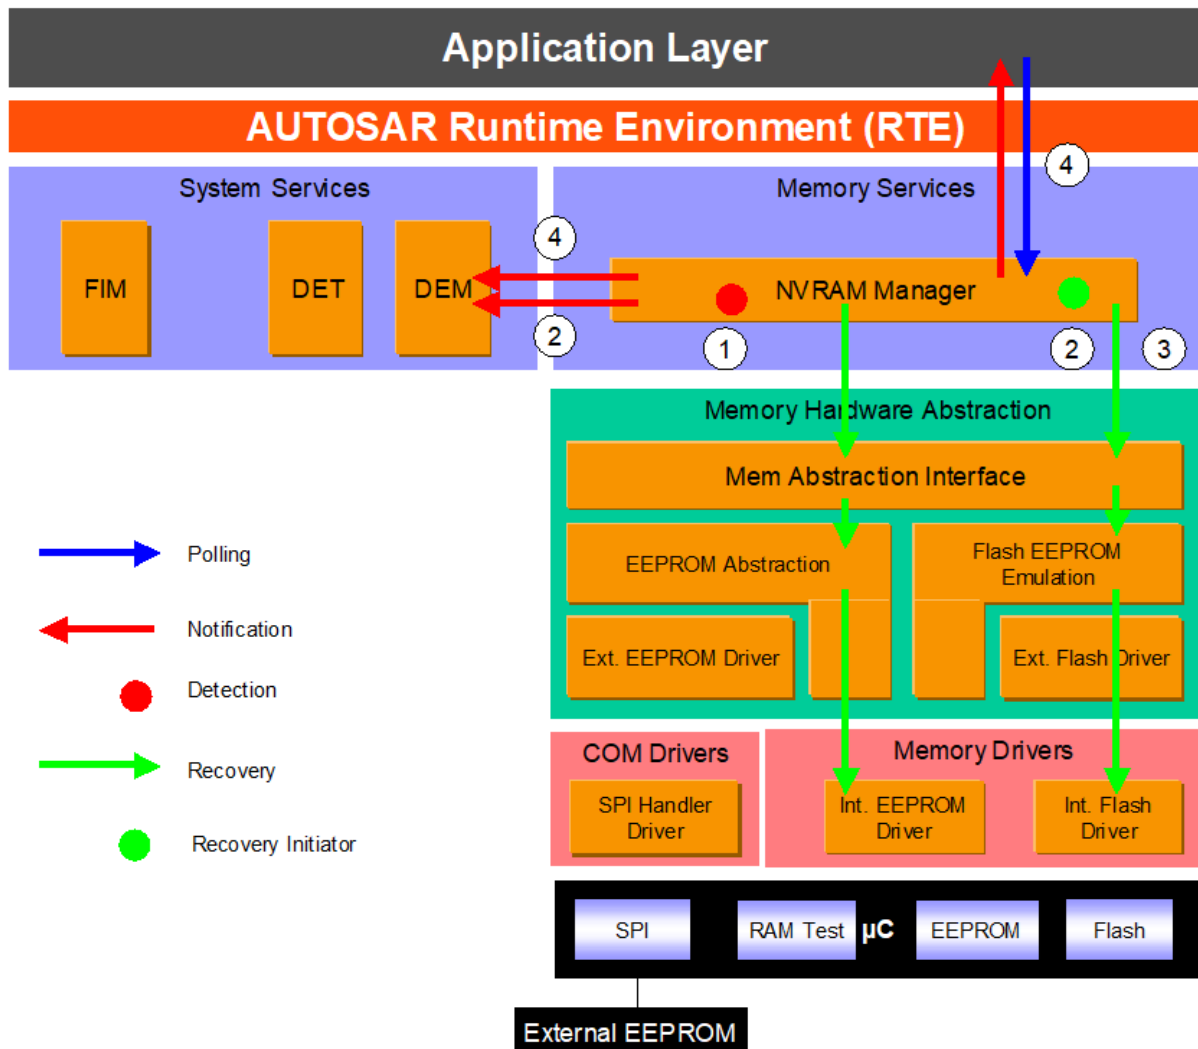 Application Layer
AUTOSAR Runtime Environment (RTE)
4
System Services
Memory Services
4
FIM
DET
DEM
NVRAM Manager
2
1
2
3
Memory Hardware Abstraction
Mem Abstraction Interface
EEPROM Abstraction
Flash EEPROM
Emulation
Ext. EEPROM Driver
Ext. Flash Driver
Polling
Notification
Detection
Recovery
Recovery Initiator
COM Drivers
Memory Drivers
SPI Handler
Driver
Int. EEPROM
Driver
Int. Flash
Driver
SPI
RAM Test
µC
EEPROM
Flash
External EEPROM